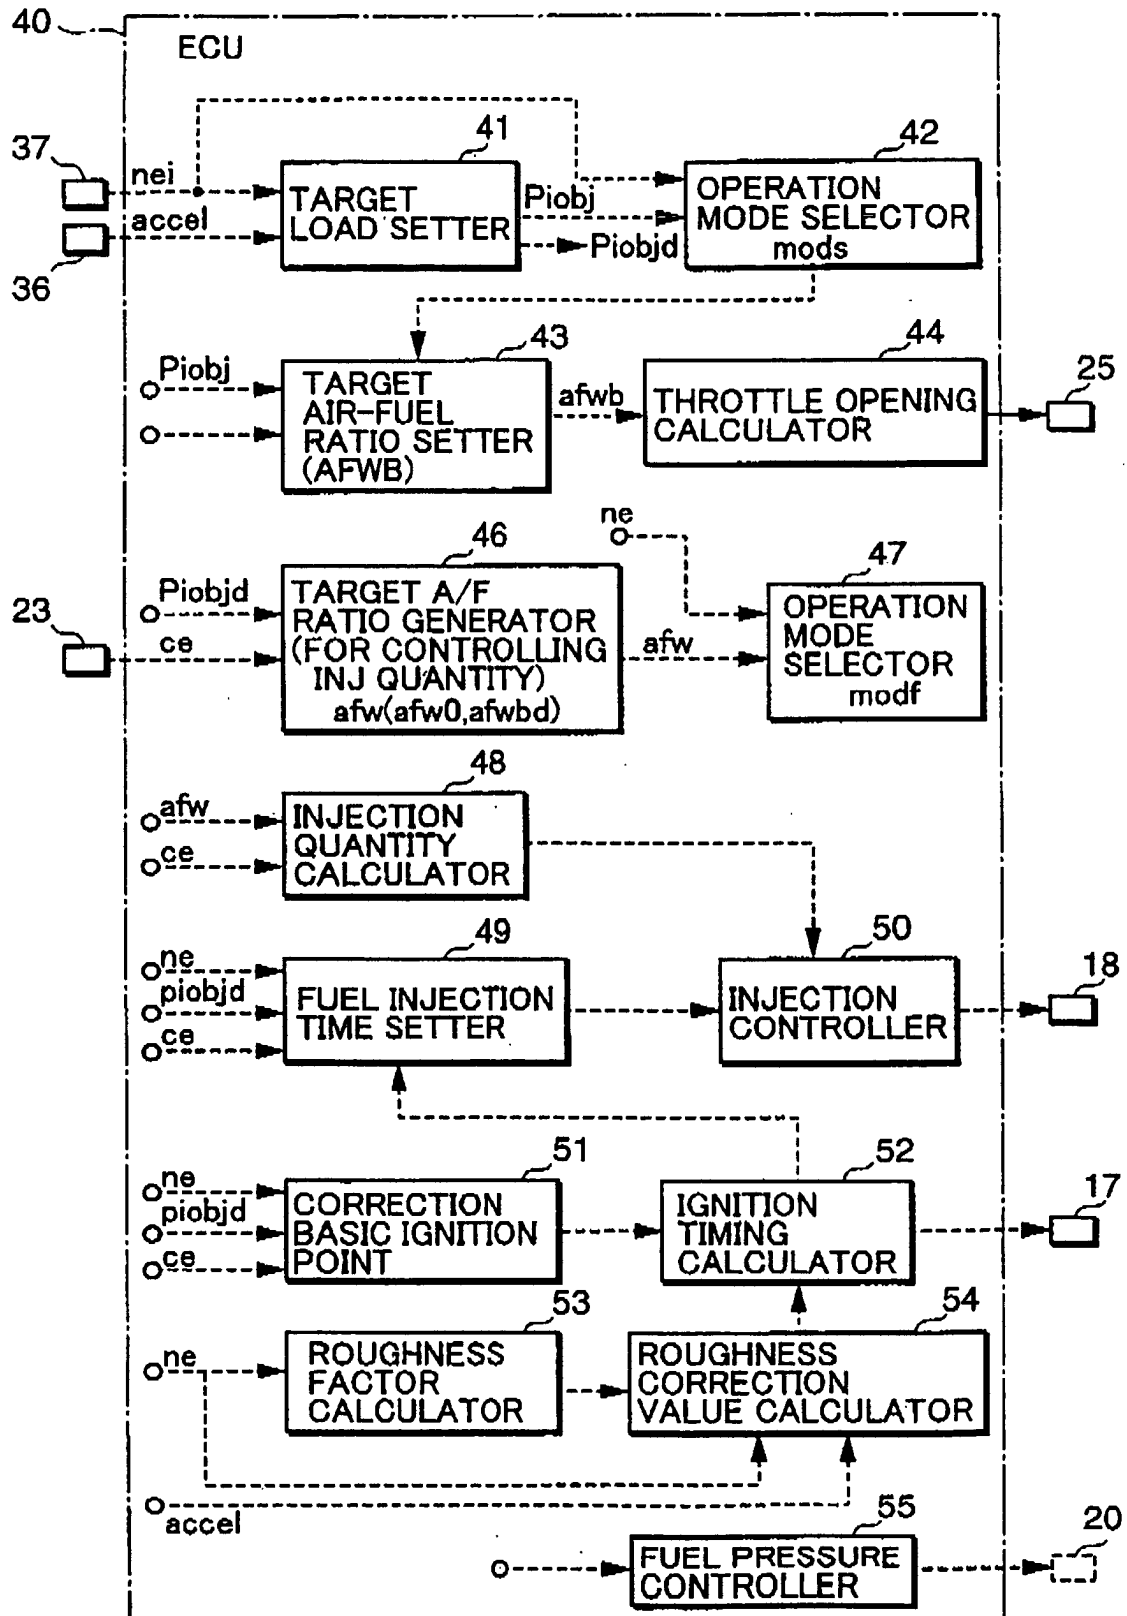 40
ECU
41
42
37
nei
TARGET
LOAD SETTER
Piobj
OPERATION
MODE SELECTOR
mods
accel
Piobjd
36
43
44
Piobj
TARGET
AIR-FUEL
RATIO SETTER
(AFWB)
afwb
THROTTLE OPENING
CALCULATOR
25
ne
46
47
Piobjd
TARGET A/F
RATIO GENERATOR
(FOR CONTROLLING
INJ QUANTITY)
afw(afw0,afwbd)
OPERATION
MODE
SELECTOR
modf
23
ce
afw
48
afw
INJECTION
QUANTITY
CALCULATOR
ce
49
50
ne
piobjd
ce
FUEL INJECTION
TIME SETTER
INJECTION
CONTROLLER
18
51
52
ne
piobjd
ce
CORRECTION
BASIC IGNITION
POINT
IGNITION
TIMING
CALCULATOR
17
53
54
ne
ROUGHNESS
FACTOR
CALCULATOR
ROUGHNESS
CORRECTION
VALUE CALCULATOR
accel
55
FUEL PRESSURE
CONTROLLER
20